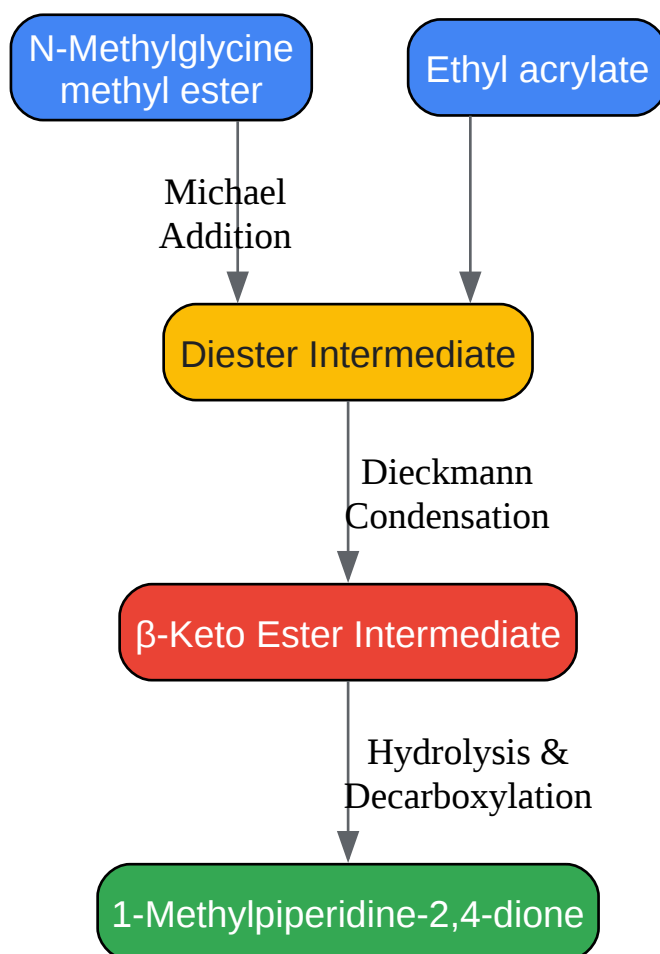 N-Methylglycine
methyl ester
Ethyl acrylate
Michael
Addition
Diester Intermediate
Dieckmann
Condensation
β-Keto Ester Intermediate
Hydrolysis &
Decarboxylation
1-Methylpiperidine-2,4-dione